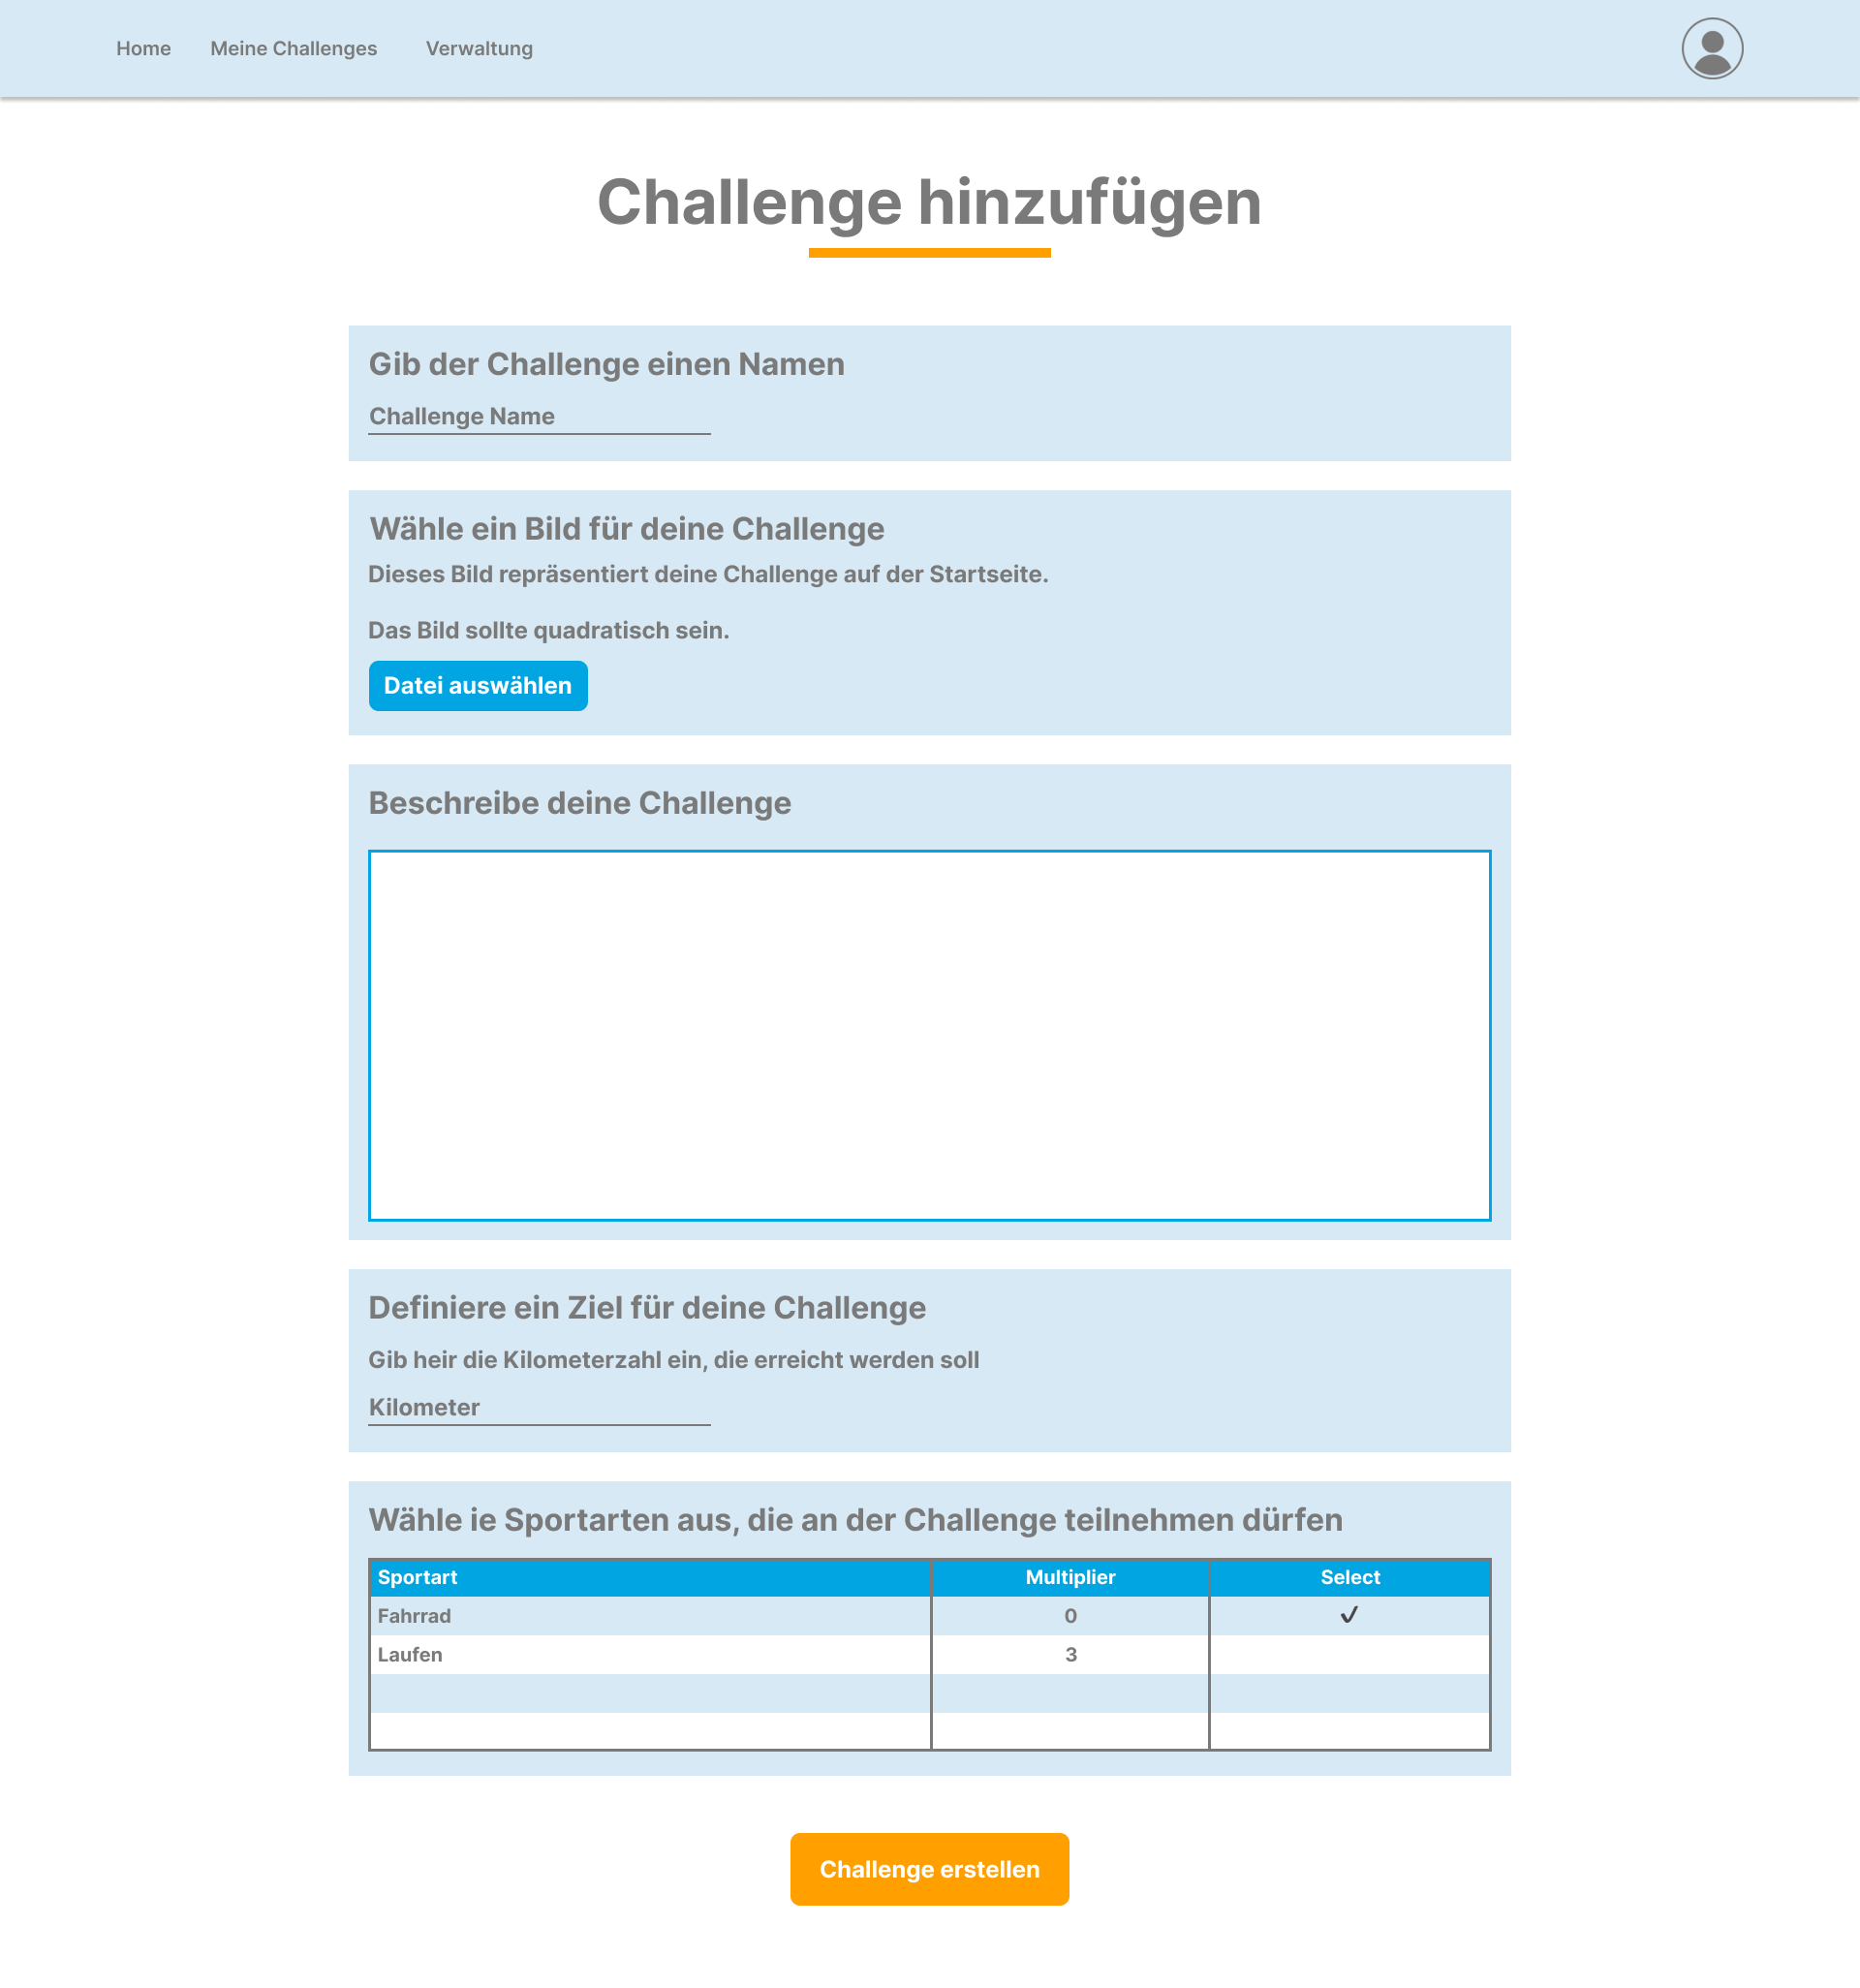 Home Meine Challenges Verwaltung
Challenge hinzufügen
Gib der Challenge einen Namen
Challenge Name
Wähle ein Bild für deine Challenge
Dieses Bild repräsentiert deine Challenge auf der Startseite.
Das Bild sollte quadratisch sein.
Datei auswählen
Beschreibe deine Challenge
Definiere ein Ziel für deine Challenge
Gib heir die Kilometerzahl ein, die erreicht werden soll
Kilometer
Wähle ie Sportarten aus, die an der Challenge teilnehmen dürfen
Sportart Multiplier Select
Fahrrad 0 ✓
Laufen 3
Challenge erstellen